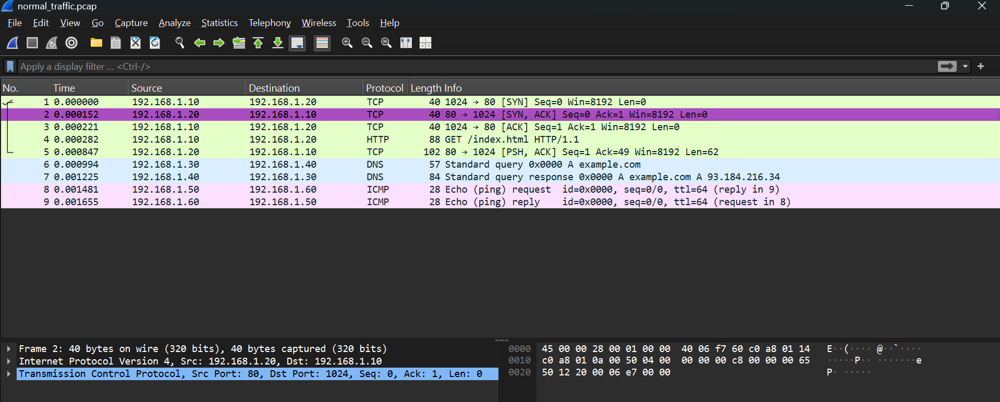 normal_traffic.pcap
File Edit View Go Capture Analyze Statistics Telephony Wireless Tools Help
Apply a display filter ... <Ctrl-/>
No. Time Source Destination Protocol Length Info
1 0.000000 192.168.1.10 192.168.1.20 TCP 40 1024 → 80 [SYN] Seq=0 Win=8192 Len=0
2 0.000152 192.168.1.20 192.168.1.10 TCP 40 80 → 1024 [SYN, ACK] Seq=0 Ack=1 Win=8192 Len=0
3 0.000221 192.168.1.10 192.168.1.20 TCP 40 1024 → 80 [ACK] Seq=1 Ack=1 Win=8192 Len=0
4 0.000282 192.168.1.10 192.168.1.20 HTTP 88 GET /index.html HTTP/1.1
5 0.000847 192.168.1.20 192.168.1.10 TCP 102 80 → 1024 [PSH, ACK] Seq=1 Ack=49 Win=8192 Len=62
6 0.000994 192.168.1.30 192.168.1.40 DNS 57 Standard query 0x0000 A example.com
7 0.001225 192.168.1.40 192.168.1.30 DNS 84 Standard query response 0x0000 A example.com A 93.184.216.34
8 0.001481 192.168.1.50 192.168.1.60 ICMP 28 Echo (ping) request id=0x0000, seq=0/0, ttl=64 (reply in 9)
9 0.001655 192.168.1.60 192.168.1.50 ICMP 28 Echo (ping) reply id=0x0000, seq=0/0, ttl=64 (request in 8)
Frame 2: 40 bytes on wire (320 bits), 40 bytes captured (320 bits)
Internet Protocol Version 4, Src: 192.168.1.20, Dst: 192.168.1.10
Transmission Control Protocol, Src Port: 80, Dst Port: 1024, Seq: 0, Ack: 1, Len: 0
0000 45 00 00 28 00 01 00 00 40 06 f7 60 c0 a8 01 14 E··(···· @··`····
0010 c0 a8 01 0a 00 50 04 00 00 00 00 c8 00 00 00 65 ·····P·· ·······e
0020 50 12 20 00 06 e7 00 00 P· ·····